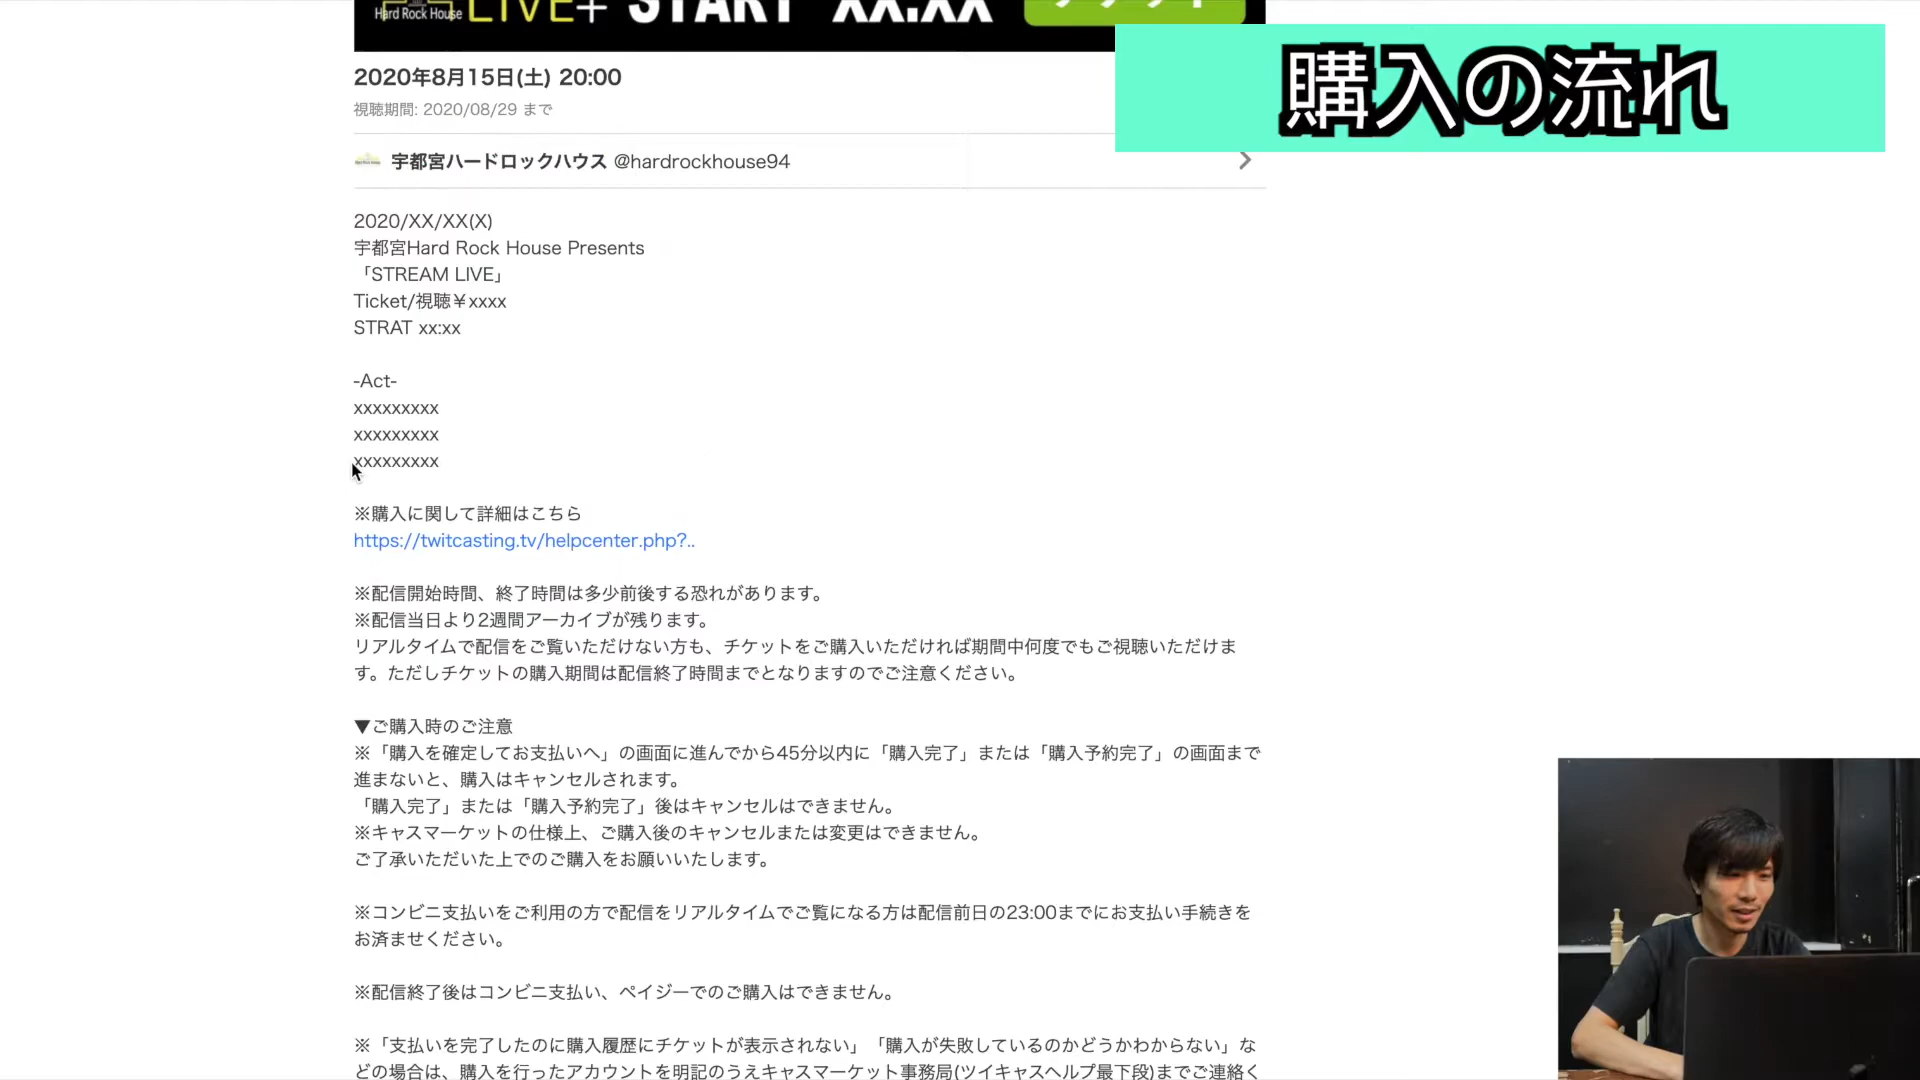 Hard Rock House LIVE+ START XX:XX
購入の流れ
2020年8月15日(土) 20:00
視聴期間: 2020/08/29 まで
宇都宮ハードロックハウス @hardrockhouse94
2020/XX/XX(X)
宇都宮Hard Rock House Presents
「STREAM LIVE」
Ticket/視聴￥xxxx
STRAT xx:xx
-Act-
xxxxxxxxx
xxxxxxxxx
xxxxxxxxx
※購入に関して詳細はこちら
https://twitcasting.tv/helpcenter.php?..
※配信開始時間、終了時間は多少前後する恐れがあります。
※配信当日より2週間アーカイブが残ります。
リアルタイムで配信をご覧いただけない方も、チケットをご購入いただければ期間中何度でもご視聴いただけま
す。ただしチケットの購入期間は配信終了時間までとなりますのでご注意ください。
▼ご購入時のご注意
※「購入を確定してお支払いへ」の画面に進んでから45分以内に「購入完了」または「購入予約完了」の画面まで
進まないと、購入はキャンセルされます。
「購入完了」または「購入予約完了」後はキャンセルはできません。
※キャスマーケットの仕様上、ご購入後のキャンセルまたは変更はできません。
ご了承いただいた上でのご購入をお願いいたします。
※コンビニ支払いをご利用の方で配信をリアルタイムでご覧になる方は配信前日の23:00までにお支払い手続きを
お済ませください。
※配信終了後はコンビニ支払い、ペイジーでのご購入はできません。
※「支払いを完了したのに購入履歴にチケットが表示されない」「購入が失敗しているのかどうかわからない」な
どの場合は、購入を行ったアカウントを明記のうえキャスマーケット事務局(ツイキャスヘルプ最下段)までご連絡く